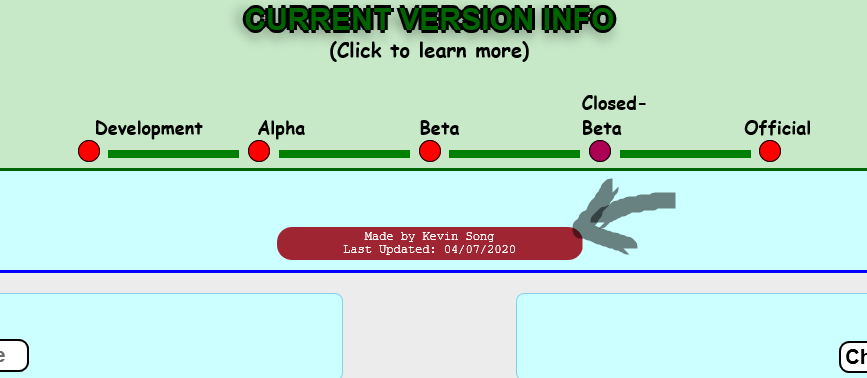 CURRENT VERSION INFO
(Click to learn more)
Development
Alpha
Beta
Closed-
Beta
Official
Made by Kevin Song
Last Updated: 04/07/2020
e
Ch